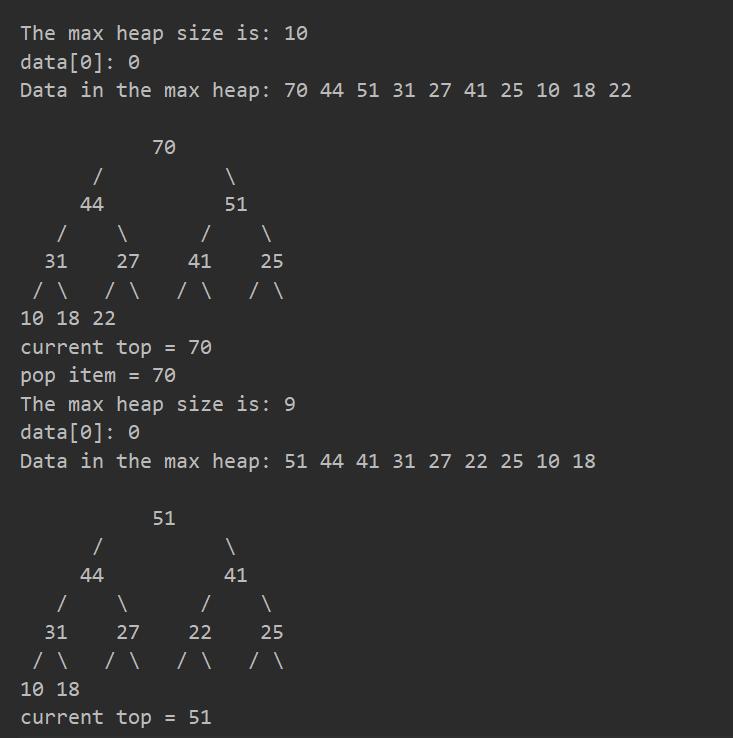 The max heap size is: 10
data[0]: 0
Data in the max heap: 70 44 51 31 27 41 25 10 18 22

           70
      /          \
     44          51
   /    \      /    \
  31    27    41    25
 / \   / \   / \   / \
10 18 22
current top = 70
pop item = 70
The max heap size is: 9
data[0]: 0
Data in the max heap: 51 44 41 31 27 22 25 10 18

           51
      /          \
     44          41
   /    \      /    \
  31    27    22    25
 / \   / \   / \   / \
10 18
current top = 51